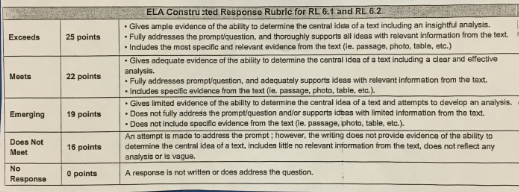 ELA Constructed Response Rubric for RL 6.1 and RL 6.2
Exceeds
25 points
• Gives ample evidence of the ability to determine the central idea of a text including an insightful analysis.
• Fully addresses the prompt/question, and thoroughly supports all ideas with relevant information from the text.
• Includes the most specific and relevant evidence from the text (ie. passage, photo, table, etc.)
Meets
22 points
• Gives adequate evidence of the ability to determine the central idea of a text including a clear and effective
analysis.
• Fully addresses prompt/question, and adequately supports ideas with relevant information from the text.
• Includes specific evidence from the text (ie. passage, photo, table, etc.).
Emerging
19 points
• Gives limited evidence of the ability to determine the central idea of a text and attempts to develop an analysis.
• Does not fully address the prompt/question and/or supports ideas with limited information from the text.
• Does not include specific evidence from the text (ie. passage, photo, table, etc.).
Does Not
Meet
16 points
An attempt is made to address the prompt ; however, the writing does not provide evidence of the ability to
determine the central idea of a text, includes little no relevant information from the text, does not reflect any
analysis or is vague.
No
Response
0 points
A response is not written or does address the question.